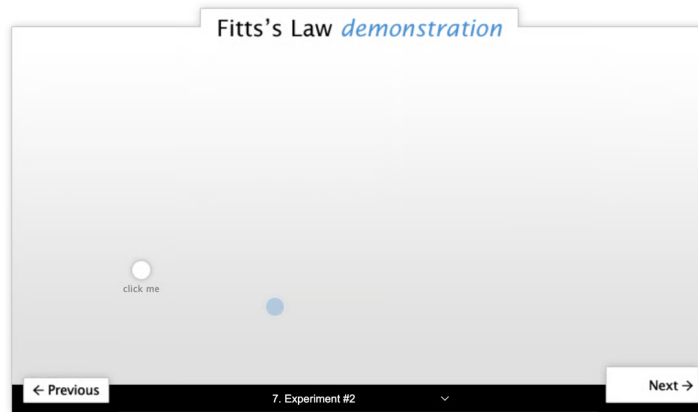 Fitts's Law demonstration
click me
← Previous
7. Experiment #2
Next →